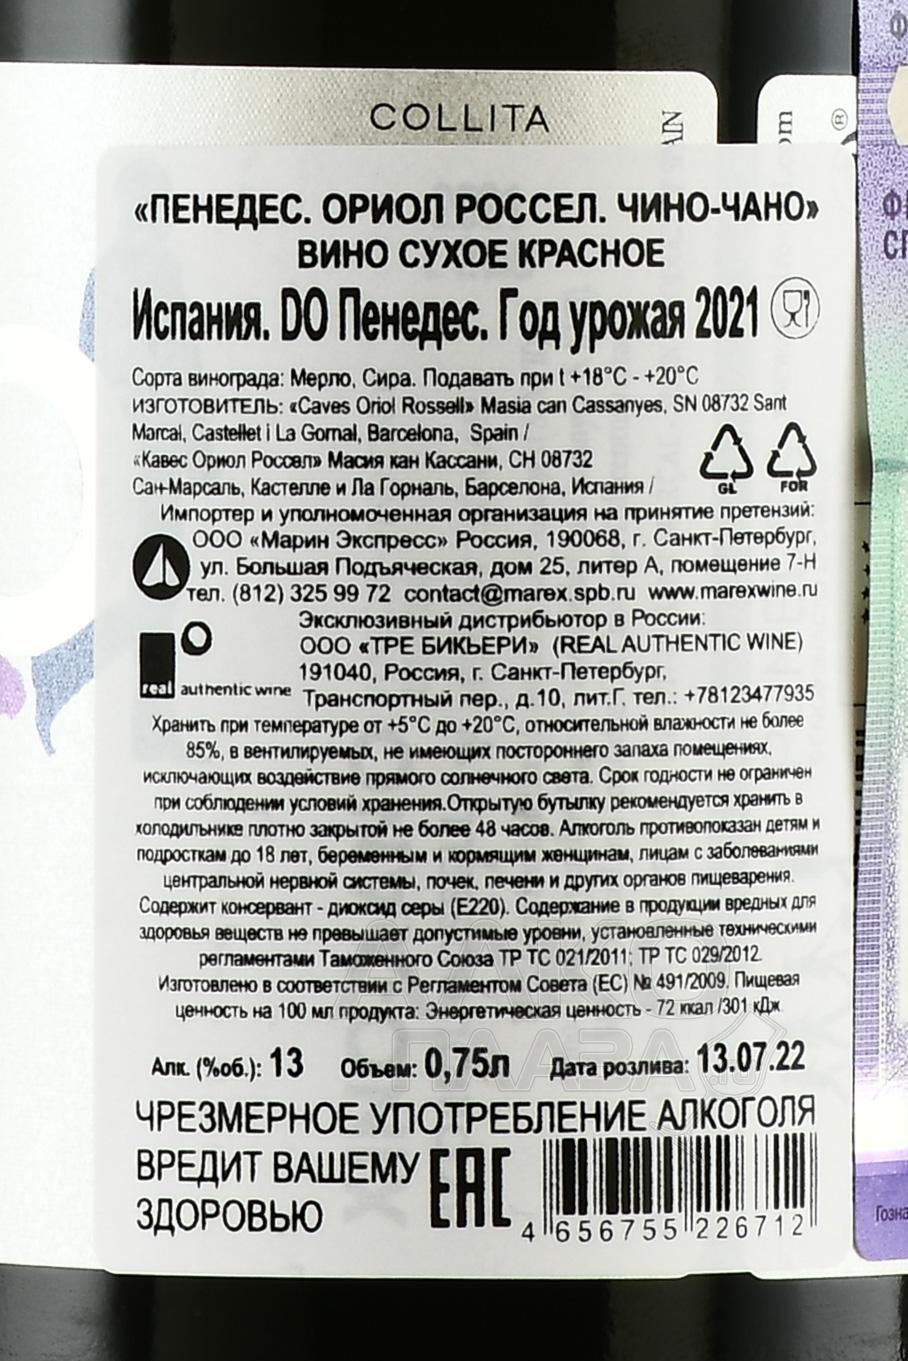 COLLITA
«ПЕНЕДЕС. ОРИОЛ РОССЕЛ. ЧИНО-ЧАНО»
ВИНО СУХОЕ КРАСНОЕ
Испания. DO Пенедес. Год урожая 2021
Сорта винограда: Мерло, Сира. Подавать при t +18°C - +20°C
ИЗГОТОВИТЕЛЬ: «Caves Oriol Rossell» Masia can Cassanyes, SN 08732 Sant
Marcal, Castellet i La Gornal, Barcelona, Spain /
«Кавес Ориол Россел» Масия кан Кассани, СН 08732
Сан-Марсаль, Кастелле и Ла Горналь, Барселона, Испания /
GL FOR
Импортер и уполномоченная организация на принятие претензий:
ООО «Марин Экспресс» Россия, 190068, г. Санкт-Петербург,
ул. Большая Подъяческая, дом 25, литер А, помещение 7-Н
тел. (812) 325 99 72 contact@marex.spb.ru www.marexwine.ru
Эксклюзивный дистрибьютор в России:
ООО «ТРЕ БИКЬЕРИ» (REAL AUTHENTIC WINE)
191040, Россия, г. Санкт-Петербург,
real authentic wine Транспортный пер., д.10, лит.Г. тел.: +78123477935
Хранить при температуре от +5°C до +20°C, относительной влажности не более
85%, в вентилируемых, не имеющих постороннего запаха помещениях,
исключающих воздействие прямого солнечного света. Срок годности не ограничен
при соблюдении условий хранения.Открытую бутылку рекомендуется хранить в
холодильнике плотно закрытой не более 48 часов. Алкоголь противопоказан детям и
подросткам до 18 лет, беременным и кормящим женщинам, лицам с заболеваниями
центральной нервной системы, почек, печени и других органов пищеварения.
Содержит консервант - диоксид серы (Е220). Содержание в продукции вредных для
здоровья веществ не превышает допустимые уровни, установленные техническими
регламентами Таможенного Союза ТР ТС 021/2011; ТР ТС 029/2012.
Изготовлено в соответствии с Регламентом Совета (ЕС) № 491/2009. Пищевая
ценность на 100 мл продукта: Энергетическая ценность - 72 ккал /301 кДж
Алк. (%об.): 13 Объем: 0,75л Дата розлива: 13.07.22
ЧРЕЗМЕРНОЕ УПОТРЕБЛЕНИЕ АЛКОГОЛЯ
ВРЕДИТ ВАШЕМУ
ЗДОРОВЬЮ
EAC
4 656755 226712